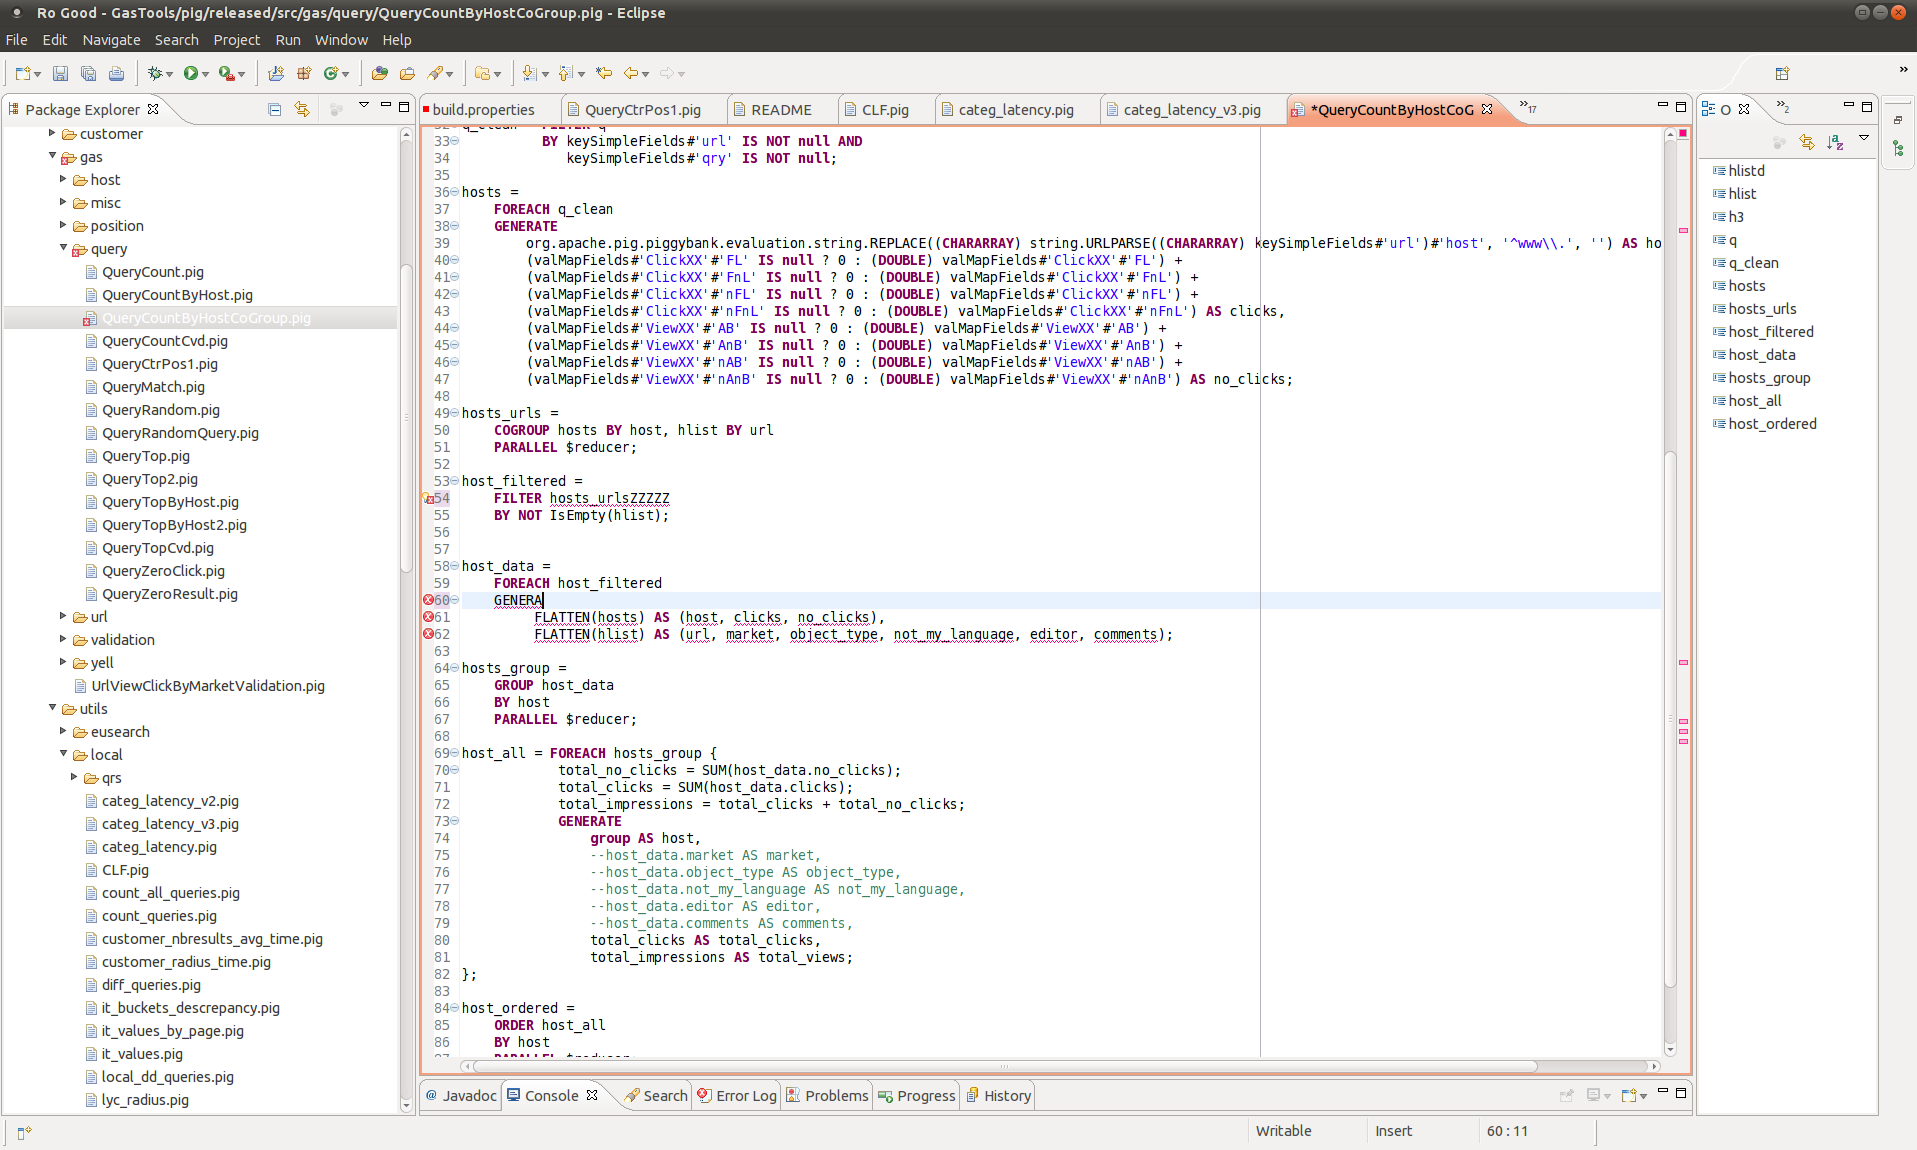 Ro Good - GasTools/pig/released/src/gas/query/QueryCountByHostCoGroup.pig - Eclipse
File Edit Navigate Search Project Run Window Help
Package Explorer
customer
gas
host
misc
position
query
QueryCount.pig
QueryCountByHost.pig
QueryCountByHostCoGroup.pig
QueryCountCvd.pig
QueryCtrPos1.pig
QueryMatch.pig
QueryRandom.pig
QueryRandomQuery.pig
QueryTop.pig
QueryTop2.pig
QueryTopByHost.pig
QueryTopByHost2.pig
QueryTopCvd.pig
QueryZeroClick.pig
QueryZeroResult.pig
url
validation
yell
UrlViewClickByMarketValidation.pig
utils
eusearch
local
qrs
categ_latency_v2.pig
categ_latency_v3.pig
categ_latency.pig
CLF.pig
count_all_queries.pig
count_queries.pig
customer_nbresults_avg_time.pig
customer_radius_time.pig
diff_queries.pig
it_buckets_descrepancy.pig
it_values_by_page.pig
it_values.pig
local_dd_queries.pig
lyc_radius.pig
build.properties QueryCtrPos1.pig README CLF.pig categ_latency.pig categ_latency_v3.pig *QueryCountByHostCoG »17
32 q_clean = FILTER q
33 BY keySimpleFields#'url' IS NOT null AND
34 keySimpleFields#'qry' IS NOT null;
35
36 hosts =
37 FOREACH q_clean
38 GENERATE
39 org.apache.pig.piggybank.evaluation.string.REPLACE((CHARARRAY) string.URLPARSE((CHARARRAY) keySimpleFields#'url')#'host', '^www\\.', '') AS ho
40 (valMapFields#'ClickXX'#'FL' IS null ? 0 : (DOUBLE) valMapFields#'ClickXX'#'FL') +
41 (valMapFields#'ClickXX'#'FnL' IS null ? 0 : (DOUBLE) valMapFields#'ClickXX'#'FnL') +
42 (valMapFields#'ClickXX'#'nFL' IS null ? 0 : (DOUBLE) valMapFields#'ClickXX'#'nFL') +
43 (valMapFields#'ClickXX'#'nFnL' IS null ? 0 : (DOUBLE) valMapFields#'ClickXX'#'nFnL') AS clicks,
44 (valMapFields#'ViewXX'#'AB' IS null ? 0 : (DOUBLE) valMapFields#'ViewXX'#'AB') +
45 (valMapFields#'ViewXX'#'AnB' IS null ? 0 : (DOUBLE) valMapFields#'ViewXX'#'AnB') +
46 (valMapFields#'ViewXX'#'nAB' IS null ? 0 : (DOUBLE) valMapFields#'ViewXX'#'nAB') +
47 (valMapFields#'ViewXX'#'nAnB' IS null ? 0 : (DOUBLE) valMapFields#'ViewXX'#'nAnB') AS no_clicks;
48
49 hosts_urls =
50 COGROUP hosts BY host, hlist BY url
51 PARALLEL $reducer;
52
53 host_filtered =
54 FILTER hosts_urlsZZZZZ
55 BY NOT IsEmpty(hlist);
56
57
58 host_data =
59 FOREACH host_filtered
60 GENERA
61 FLATTEN(hosts) AS (host, clicks, no_clicks),
62 FLATTEN(hlist) AS (url, market, object_type, not_my_language, editor, comments);
63
64 hosts_group =
65 GROUP host_data
66 BY host
67 PARALLEL $reducer;
68
69 host_all = FOREACH hosts_group {
70 total_no_clicks = SUM(host_data.no_clicks);
71 total_clicks = SUM(host_data.clicks);
72 total_impressions = total_clicks + total_no_clicks;
73 GENERATE
74 group AS host,
75 --host_data.market AS market,
76 --host_data.object_type AS object_type,
77 --host_data.not_my_language AS not_my_language,
78 --host_data.editor AS editor,
79 --host_data.comments AS comments,
80 total_clicks AS total_clicks,
81 total_impressions AS total_views;
82 };
83
84 host_ordered =
85 ORDER host_all
86 BY host
87 PARALLEL $reducer;
O »2
hlistd
hlist
h3
q
q_clean
hosts
hosts_urls
host_filtered
host_data
hosts_group
host_all
host_ordered
@ Javadoc Console Search Error Log Problems Progress History
Writable Insert 60 : 11